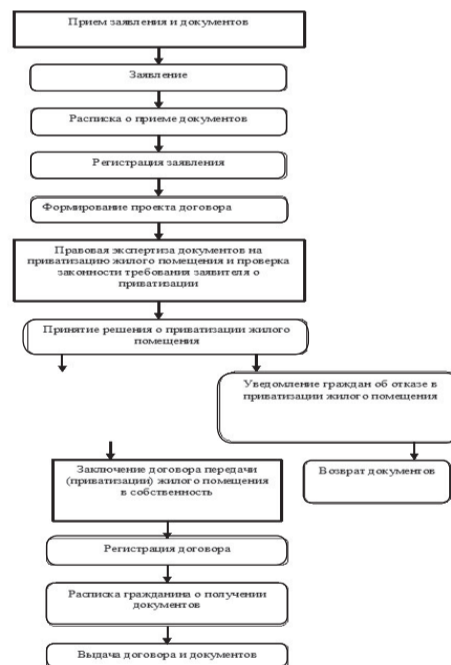 Прием заявления и документов
Заявление
Расписка о приеме документов
Регистрация заявления
Формирование проекта договора
Правовая экспертиза документов на
приватизацию жилого помещения и проверка
законности требования заявителя о
приватизации
Принятие решения о приватизации жилого
помещения
Уведомление граждан об отказе в
приватизации жилого помещения
Возврат документов
Заключение договора передачи
(приватизации) жилого помещения
в собственность
Регистрация договора
Расписка гражданина о получении
документов
Выдача договора и документов